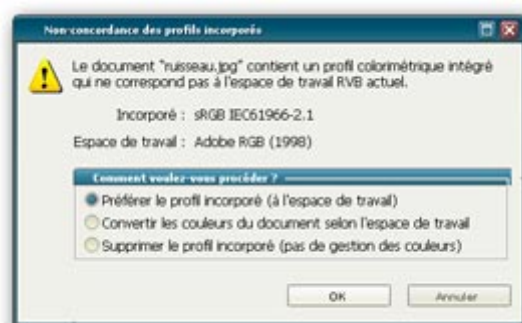 Non-concordance des profils incorporés
Le document "ruisseau.jpg" contient un profil colorimétrique intégré
qui ne correspond pas à l'espace de travail RVB actuel.
Incorporé : sRGB IEC61966-2.1
Espace de travail : Adobe RGB (1998)
Comment voulez-vous procéder ?
Préférer le profil incorporé (à l'espace de travail)
Convertir les couleurs du document selon l'espace de travail
Supprimer le profil incorporé (pas de gestion des couleurs)
OK Annuler